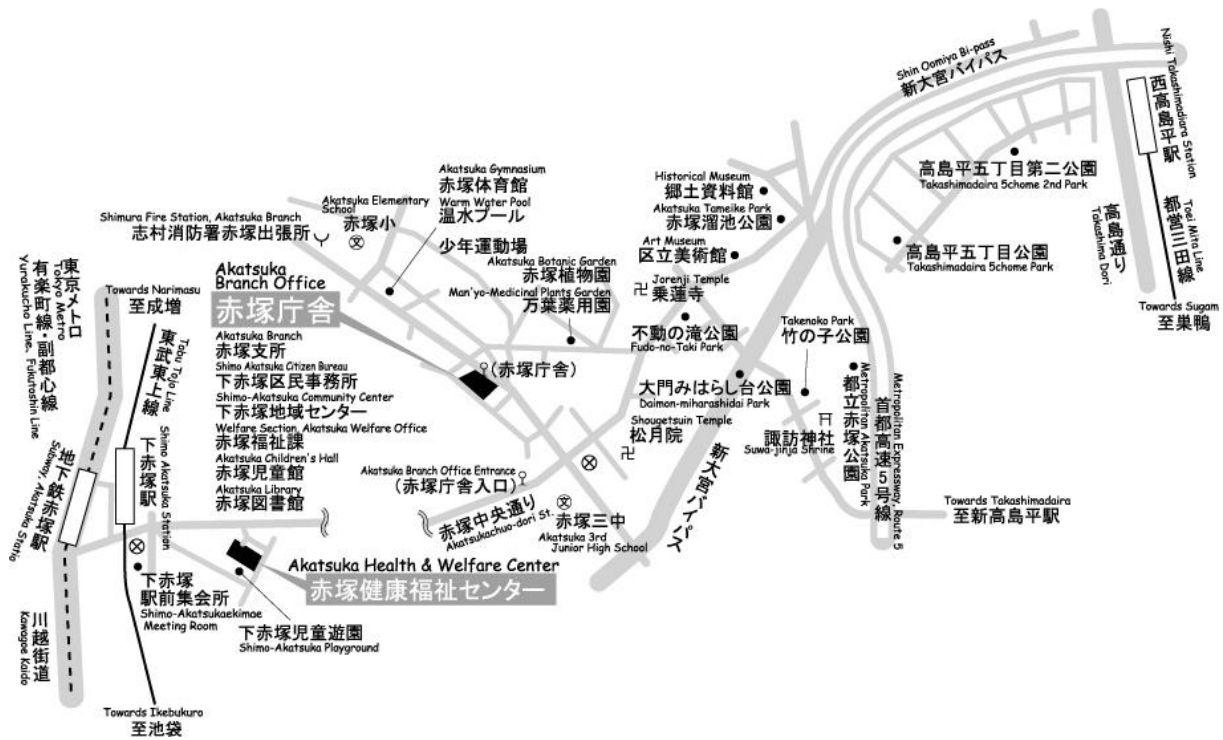 Shin Oomiya Bi-pass
新大宮バイパス
Nishi Takashimadiara Station
西高島平駅
Toei Mita Line
都営三田線
Towards Sugam
至巣鴨
高島通り
Takashima Dori
高島平五丁目第二公園
Takashimadaira 5chome 2nd Park
高島平五丁目公園
Takashimadaira 5chome Park
Historical Museum
郷土資料館
Akatsuka Tameike Park
赤塚溜池公園
Art Museum
区立美術館
Jorenji Temple
乗蓮寺
不動の滝公園
Fudo-no-Taki Park
Takenoko Park
竹の子公園
大門みはらし台公園
Daimon-miharashidai Park
Shougetsuin Temple
松月院
諏訪神社
Suwa-jinja Shrine
都立赤塚公園
Metropolitan Akatsuka Park
首都高速5号線
Metropolitan Expressway, Route 5
Towards Takashimadaira
至新高島平駅
新大宮バイパス
Akatsuka Gymnasium
赤塚体育館
Warm Water Pool
温水プール
少年運動場
Akatsuka Botanic Garden
赤塚植物園
Man'yo-Medicinal Plants Garden
万葉薬用園
Akatsuka Elementary
School
赤塚小
文
Shimura Fire Station, Akatsuka Branch
志村消防署赤塚出張所
Akatsuka
Branch Office
赤塚庁舎
Akatsuka Branch
赤塚支所
Shimo Akatsuka Citizen Bureau
下赤塚区民事務所
Shimo-Akatsuka Community Center
下赤塚地域センター
Welfare Section, Akatsuka Welfare Office
赤塚福祉課
Akatsuka Children's Hall
赤塚児童館
Akatsuka Library
赤塚図書館
(赤塚庁舎)
Akatsuka Branch Office Entrance
(赤塚庁舎入口)
赤塚中央通り
Akatsukachuo-dori St.
文
赤塚三中
Akatsuka 3rd
Junior High School
東京メトロ
Tokyo Metro
有楽町線・副都心線
Yurakucho Line, Fukutoshin Line
Towards Narimasu
至成増
東武東上線
Tobu Tojo Line
下赤塚駅
Shimo Akatsuka Station
地下鉄赤塚駅
Subway, Akatsuka Statio
川越街道
Kawagoe Kaido
下赤塚
駅前集会所
Shimo-Akatsukaekimae
Meeting Room
下赤塚児童遊園
Shimo-Akatsuka Playground
Akatsuka Health & Welfare Center
赤塚健康福祉センター
Towards Ikebukuro
至池袋